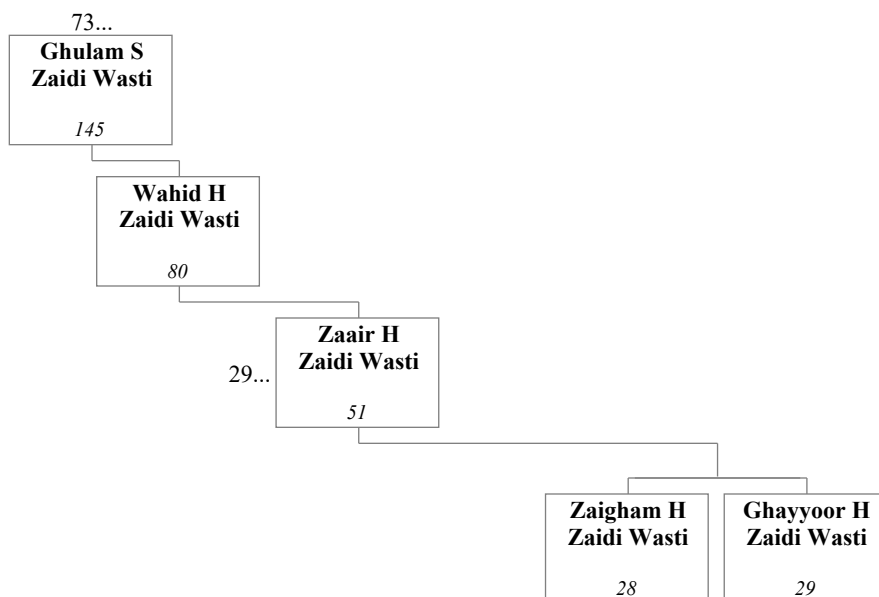 73...
Ghulam S
Zaidi Wasti
145
Wahid H
Zaidi Wasti
80
Zaair H
Zaidi Wasti
29...
51
Zaigham H
Zaidi Wasti
28
Ghayyoor H
Zaidi Wasti
29